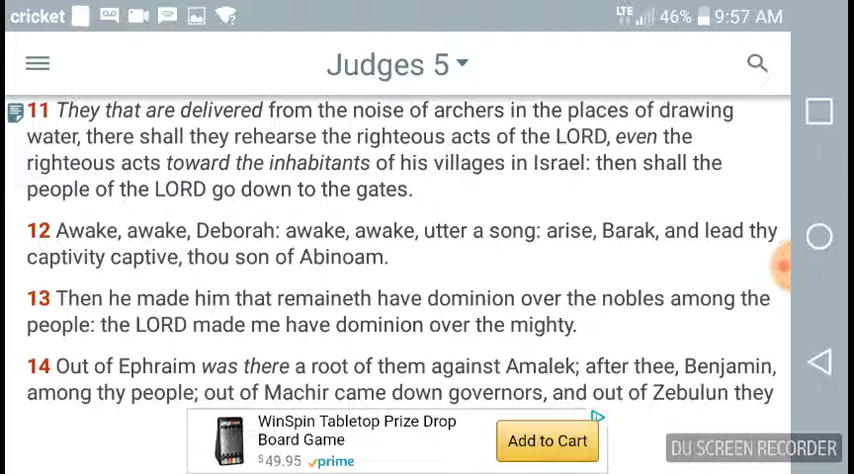 cricket LTE 46% 9:57 AM
Judges 5
11 They that are delivered from the noise of archers in the places of drawing
water, there shall they rehearse the righteous acts of the LORD, even the
righteous acts toward the inhabitants of his villages in Israel: then shall the
people of the LORD go down to the gates.
12 Awake, awake, Deborah: awake, awake, utter a song: arise, Barak, and lead thy
captivity captive, thou son of Abinoam.
13 Then he made him that remaineth have dominion over the nobles among the
people: the LORD made me have dominion over the mighty.
14 Out of Ephraim was there a root of them against Amalek; after thee, Benjamin,
among thy people; out of Machir came down governors, and out of Zebulun they
WinSpin Tabletop Prize Drop
Board Game
$49.95 prime
Add to Cart
DU SCREEN RECORDER